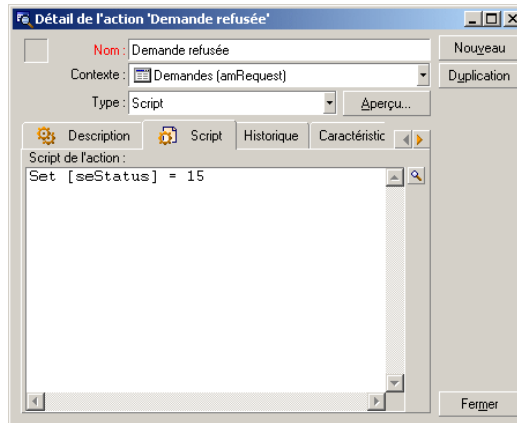 Détail de l'action 'Demande refusée'
Nom : Demande refusée
Nouveau
Contexte : Demandes (amRequest)
Duplication
Type : Script
Aperçu...
Description Script Historique Caractéristic
Script de l'action :
Set [seStatus] = 15
Fermer